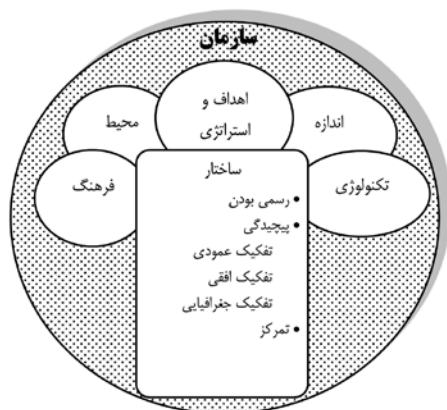 سازمان
اهداف و
استراتژی
اندازه
محیط
تکنولوژی
فرهنگ
ساختار
• رسمی بودن
• پیچیدگی
تفکیک عمودی
تفکیک افقی
تفکیک جغرافیایی
• تمرکز